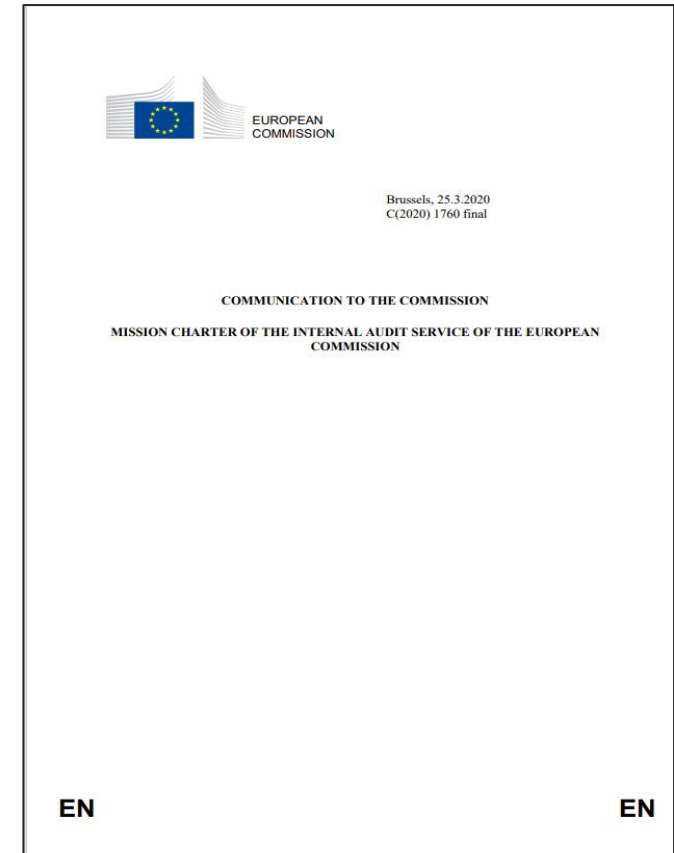 EUROPEAN
COMMISSION
Brussels, 25.3.2020
C(2020) 1760 final
COMMUNICATION TO THE COMMISSION
MISSION CHARTER OF THE INTERNAL AUDIT SERVICE OF THE EUROPEAN
COMMISSION
EN EN